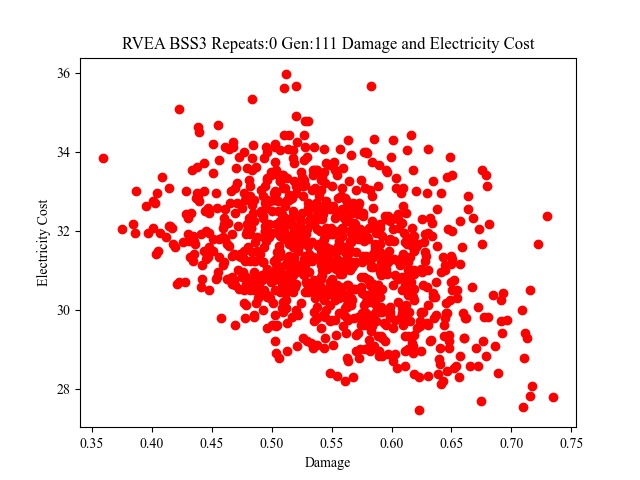 RVEA BSS3 Repeats:0 Gen:111 Damage and Electricity Cost
36
34
32
30
28
Electricity Cost
0.35 0.40 0.45 0.50 0.55 0.60 0.65 0.70 0.75
Damage